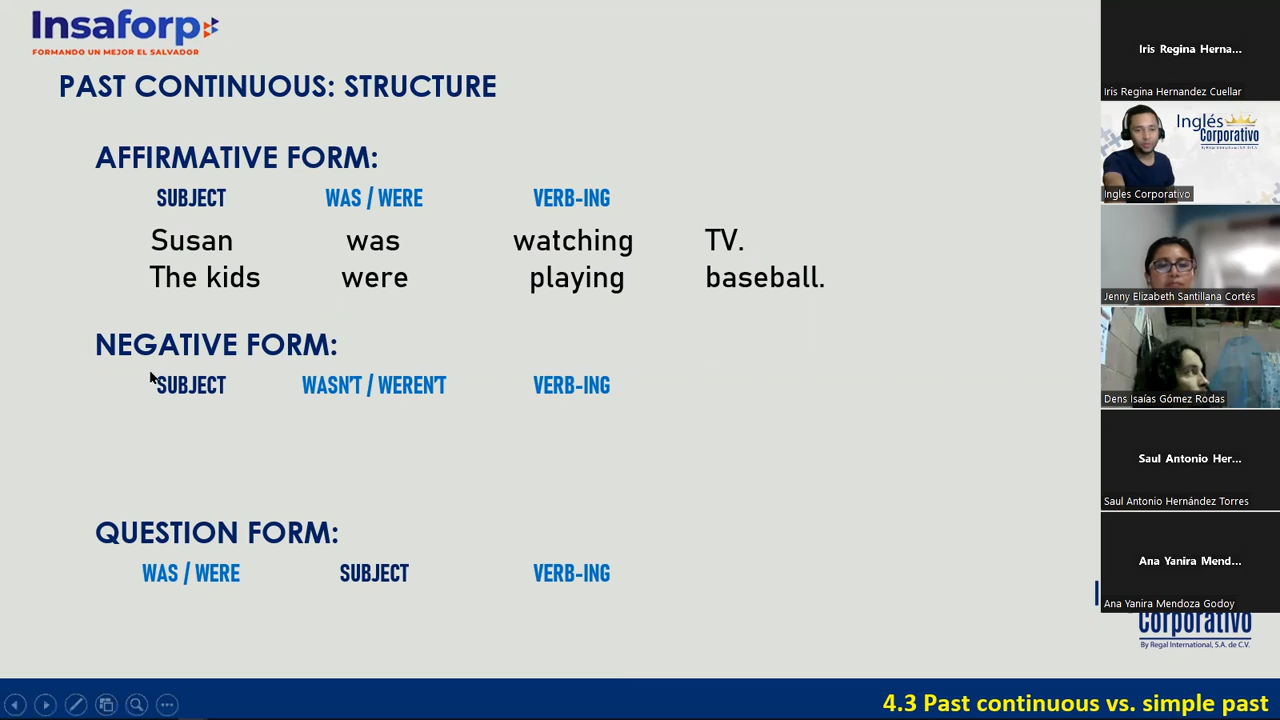 Insaforp
FORMANDO UN MEJOR EL SALVADOR
PAST CONTINUOUS: STRUCTURE
AFFIRMATIVE FORM:
SUBJECT WAS / WERE VERB-ING
Susan was watching TV.
The kids were playing baseball.
NEGATIVE FORM:
SUBJECT WASN'T / WEREN'T VERB-ING
QUESTION FORM:
WAS / WERE SUBJECT VERB-ING
Iris Regina Herna...
Iris Regina Hernandez Cuellar
Inglés
Corporativo
Ingles Corporativo
Jenny Elizabeth Santillana Cortés
Dens Isaías Gómez Rodas
Saul Antonio Her...
Saul Antonio Hernández Torres
Ana Yanira Mend...
Ana Yanira Mendoza Godoy
Corporativo
By Regal International, S.A. de C.V.
4.3 Past continuous vs. simple past